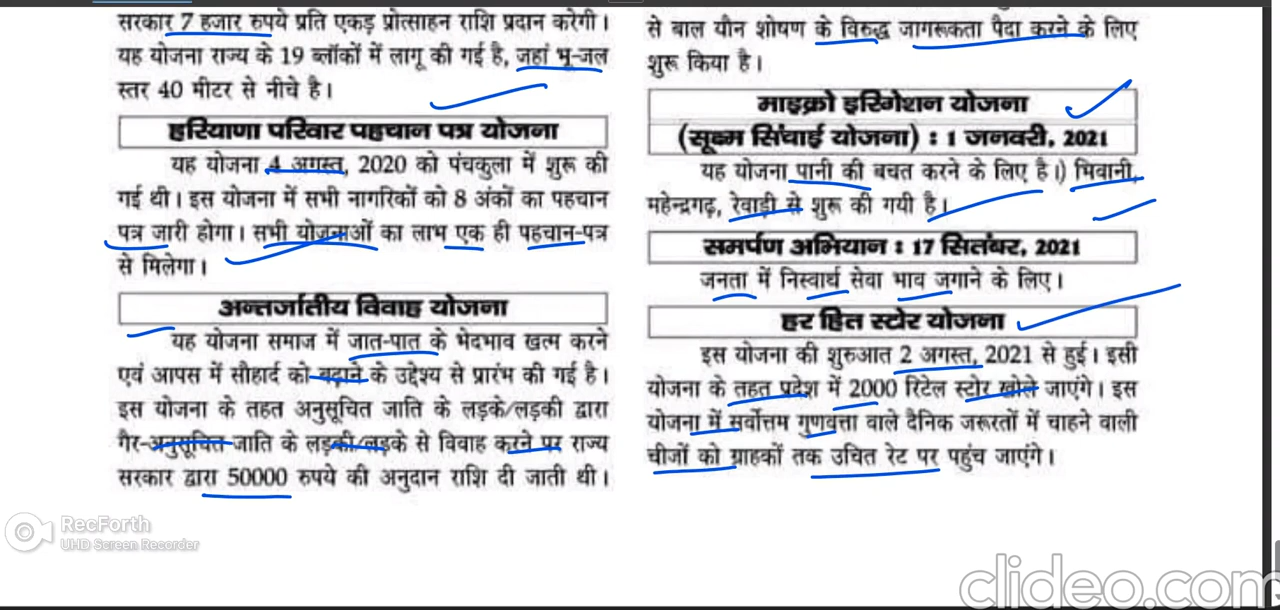 सरकार 7 हजार रुपये प्रति एकड़ प्रोत्साहन राशि प्रदान करेगी।
यह योजना राज्य के 19 ब्लॉकों में लागू की गई है, जहां भू-जल
स्तर 40 मीटर से नीचे है।
हरियाणा परिवार पहचान पत्र योजना
यह योजना 4 अगस्त, 2020 को पंचकुला में शुरू की
गई थी। इस योजना में सभी नागरिकों को 8 अंकों का पहचान
पत्र जारी होगा। सभी योजनाओं का लाभ एक ही पहचान-पत्र
से मिलेगा।
अन्तर्जातीय विवाह योजना
यह योजना समाज में जात-पात के भेदभाव खत्म करने
एवं आपस में सौहार्द को बढ़ाने के उद्देश्य से प्रारंभ की गई है।
इस योजना के तहत अनुसूचित जाति के लड़के/लड़की द्वारा
गैर-अनुसूचित जाति के लड़की/लड़के से विवाह करने पर राज्य
सरकार द्वारा 50000 रुपये की अनुदान राशि दी जाती थी।
से बाल यौन शोषण के विरुद्ध जागरूकता पैदा करने के लिए
शुरू किया है।
माइक्रो इरिगेशन योजना
(सूक्ष्म सिंचाई योजना) : 1 जनवरी, 2021
यह योजना पानी की बचत करने के लिए है।) भिवानी,
महेन्द्रगढ़, रेवाड़ी से शुरू की गयी है।
समर्पण अभियान : 17 सितंबर, 2021
जनता में निस्वार्थ सेवा भाव जगाने के लिए।
हर हित स्टोर योजना
इस योजना की शुरुआत 2 अगस्त, 2021 से हुई। इसी
योजना के तहत प्रदेश में 2000 रिटेल स्टोर खोले जाएंगे। इस
योजना में सर्वोत्तम गुणवत्ता वाले दैनिक जरूरतों में चाहने वाली
चीजों को ग्राहकों तक उचित रेट पर पहुंच जाएंगे।
RecForth
UHD Screen Recorder
clideo.com